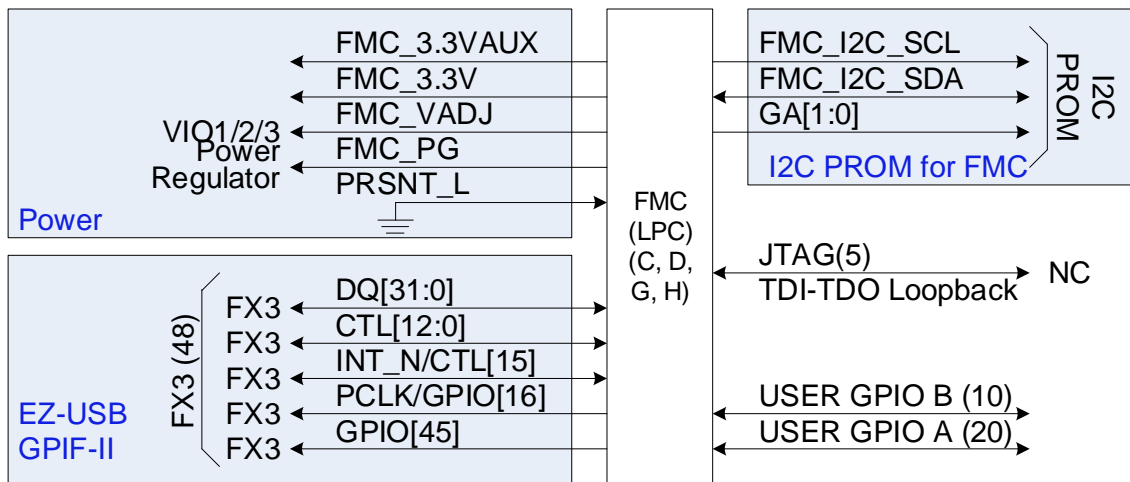 FMC_3.3VAUX
FMC_3.3V
FMC_VADJ
VIO1/2/3
Power
Regulator
FMC_PG
PRSNT_L
Power
FX3 (48)
FX3
DQ[31:0]
FX3
CTL[12:0]
FX3
INT_N/CTL[15]
FX3
PCLK/GPIO[16]
FX3
GPIO[45]
EZ-USB
GPIF-II
FMC
(LPC)
(C, D,
G, H)
FMC_I2C_SCL
FMC_I2C_SDA
GA[1:0]
I2C
PROM
I2C PROM for FMC
JTAG(5)
TDI-TDO Loopback
NC
USER GPIO B (10)
USER GPIO A (20)